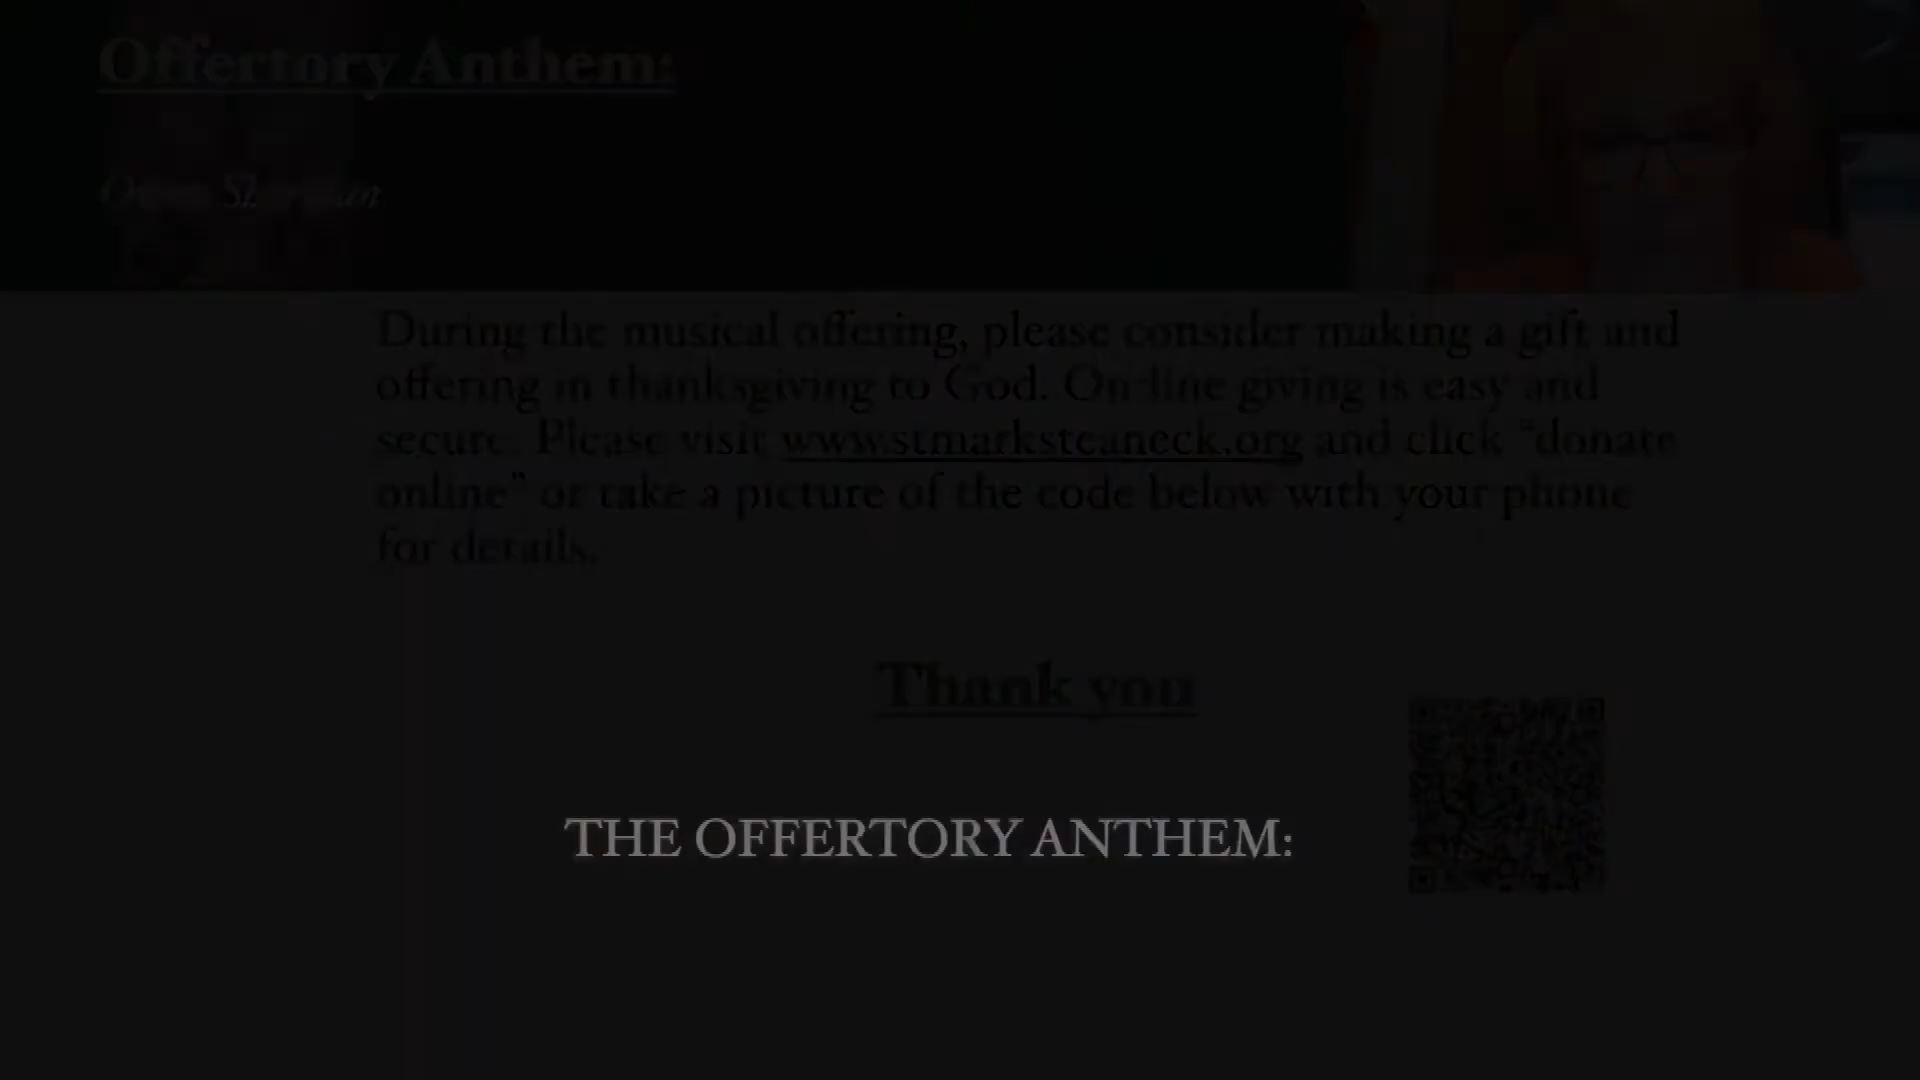 Offertory Anthem:
During the musical offering, please consider making a gift and
offering in thanksgiving to God. On-line giving is easy and
secure. Please visit www.stmarksteaneck.org and click "donate
online" or take a picture of the code below with your phone
for details.
Thank you
THE OFFERTORY ANTHEM: